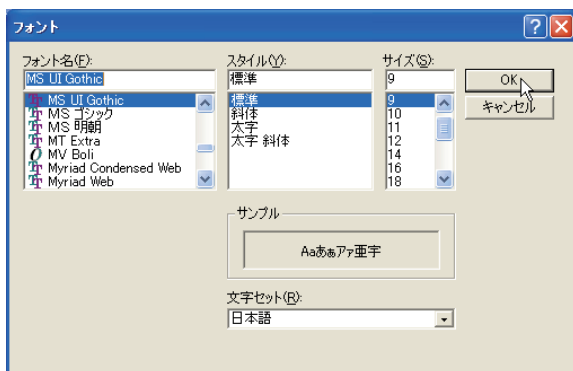 フォント
フォント名(F):
MS UI Gothic
MS UI Gothic
MS ゴシック
MS 明朝
MT Extra
MV Boli
Myriad Condensed Web
Myriad Web
スタイル(Y):
標準
標準
斜体
太字
太字 斜体
サイズ(S):
9
9
10
11
12
14
16
18
OK
キャンセル
サンプル
Aaあぁアァ亜宇
文字セット(R):
日本語